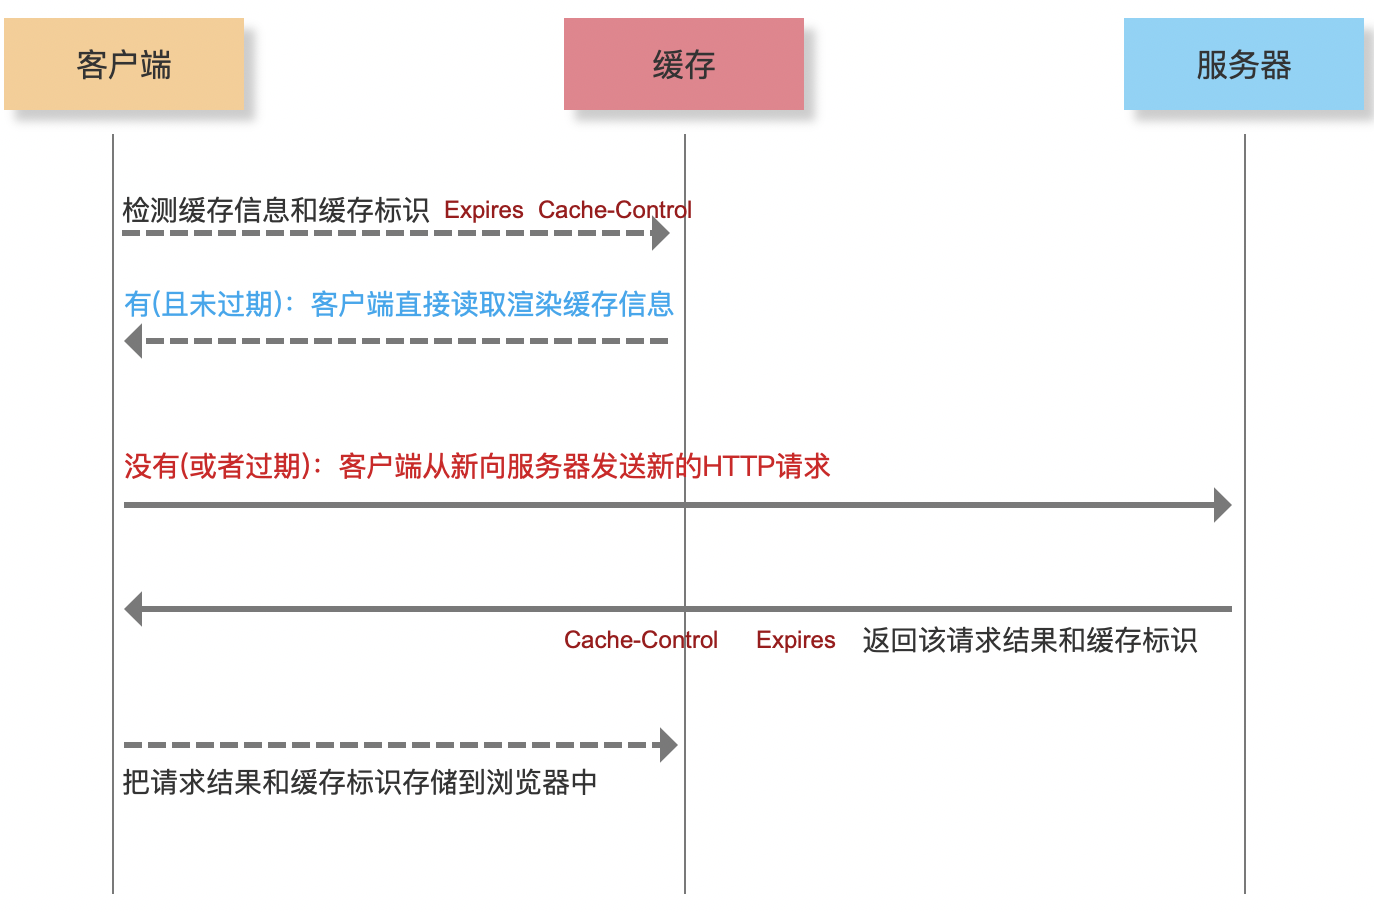 客户端
缓存
服务器
检测缓存信息和缓存标识 Expires Cache-Control
有(且未过期)：客户端直接读取渲染缓存信息
没有(或者过期)：客户端从新向服务器发送新的HTTP请求
Cache-Control Expires 返回该请求结果和缓存标识
把请求结果和缓存标识存储到浏览器中